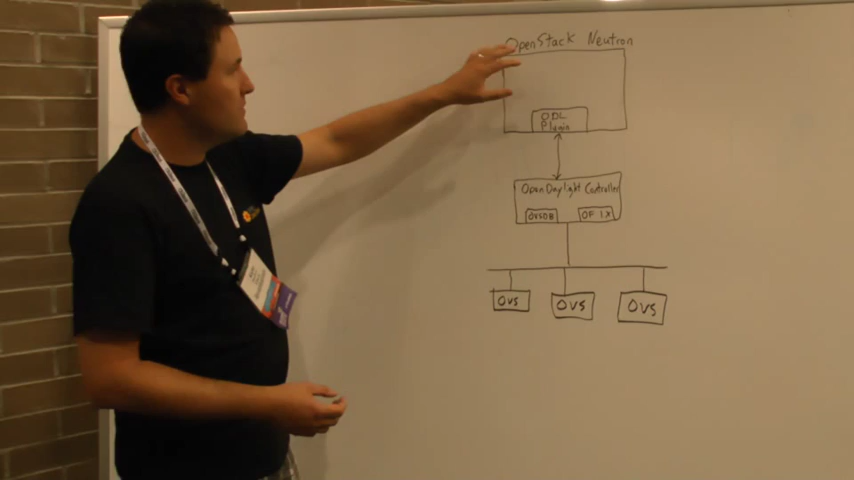 OpenStack Neutron
ODL
Plugin
OpenDaylight Controller
OVSDB
OF 1.X
OVS
OVS
OVS